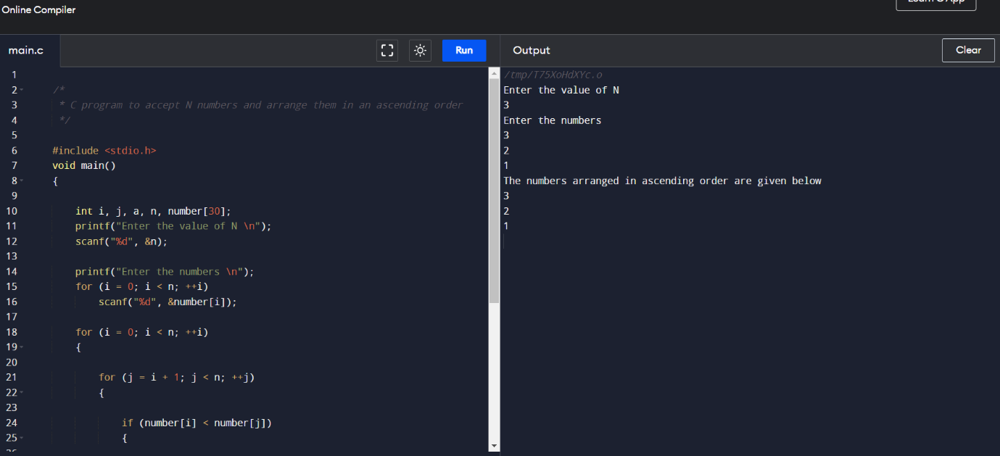 Online Compiler
Learn C App
main.c
Run
Output
Clear
1
2 /*
3 * C program to accept N numbers and arrange them in an ascending order
4 */
5
6 #include <stdio.h>
7 void main()
8 {
9
10 int i, j, a, n, number[30];
11 printf("Enter the value of N \n");
12 scanf("%d", &n);
13
14 printf("Enter the numbers \n");
15 for (i = 0; i < n; ++i)
16 scanf("%d", &number[i]);
17
18 for (i = 0; i < n; ++i)
19 {
20
21 for (j = i + 1; j < n; ++j)
22 {
23
24 if (number[i] < number[j])
25 {
26
/tmp/T75XoHdXYc.o
Enter the value of N
3
Enter the numbers
3
2
1
The numbers arranged in ascending order are given below
3
2
1